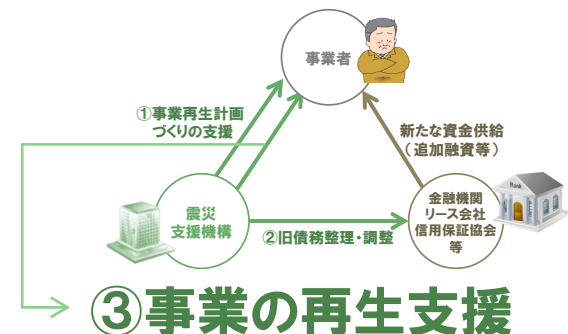 事業者
①事業再生計画
づくりの支援
新たな資金供給
（追加融資等）
震災
支援機構
②旧債務整理・調整
Bank
金融機関
リース会社
信用保証協会
等
③事業の再生支援